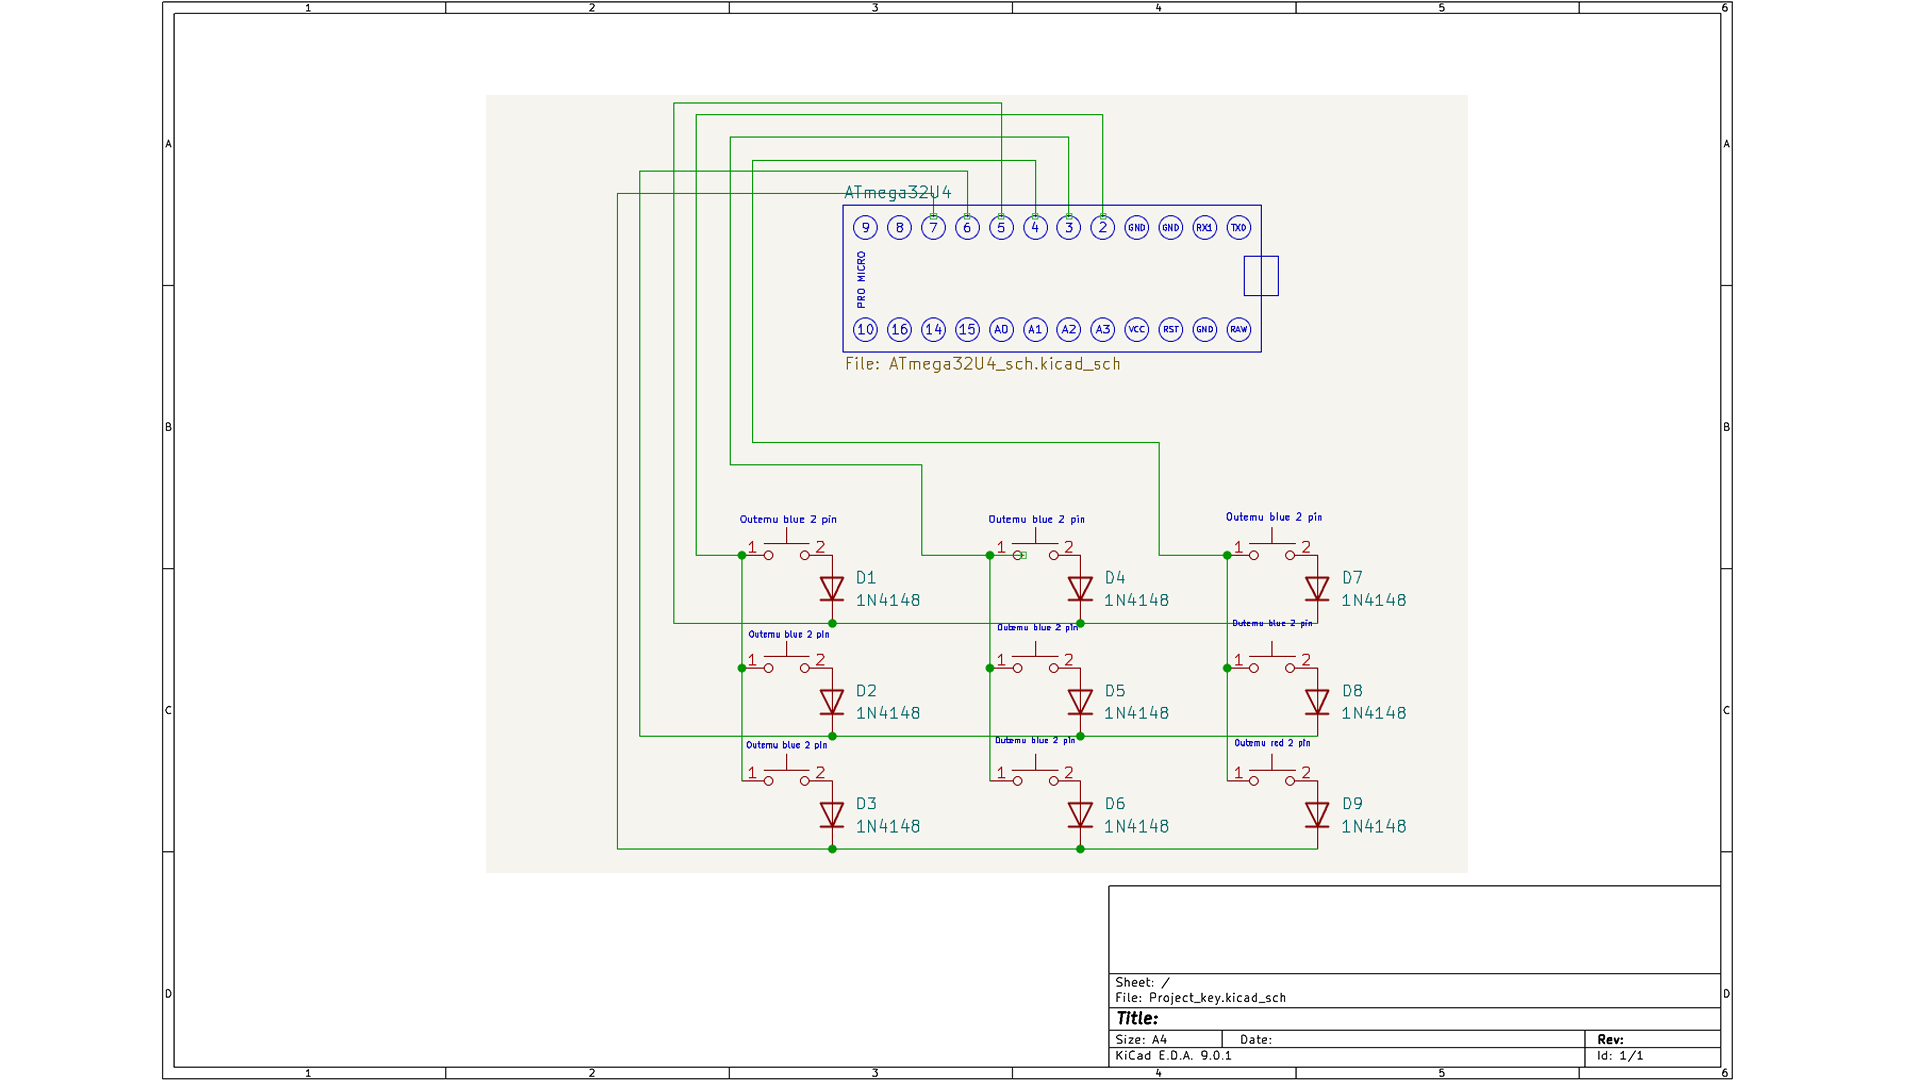 1 2 3 4 5 6
A A
ATmega32U4
9 8 7 6 5 4 3 2 GND GND RX1 TX0
PRO MICRO
10 16 14 15 A0 A1 A2 A3 VCC RST GND RAW
File: ATmega32U4_sch.kicad_sch
B B
Outemu blue 2 pin Outemu blue 2 pin Outemu blue 2 pin
1 2 1 2 1 2
D1 D4 D7
1N4148 1N4148 1N4148
Outemu blue 2 pin Outemu blue 2 pin Outemu blue 2 pin
1 2 1 2 1 2
D2 D5 D8
C C
1N4148 1N4148 1N4148
Outemu blue 2 pin Outemu blue 2 pin Outemu red 2 pin
1 2 1 2 1 2
D3 D6 D9
1N4148 1N4148 1N4148
D D
Sheet: /
File: Project_key.kicad_sch
Title:
Size: A4 Date: Rev:
KiCad E.D.A. 9.0.1 Id: 1/1
1 2 3 4 5 6